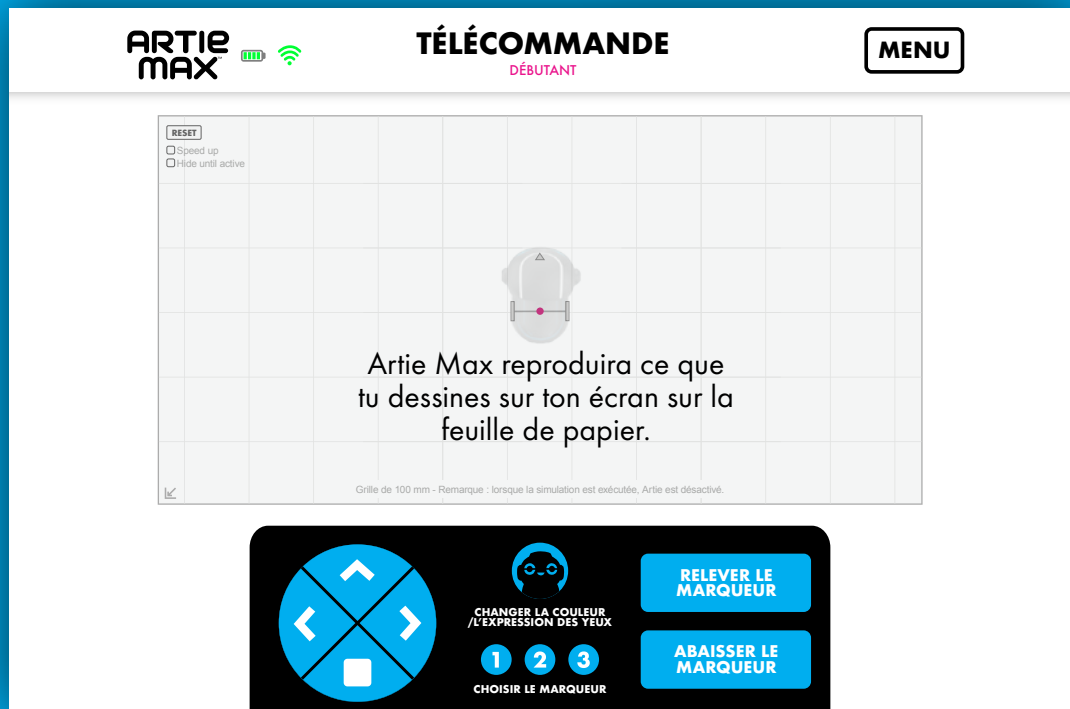 ARTIE
MAX
TÉLÉCOMMANDE
DÉBUTANT
MENU
RESET
Speed up
Hide until active
Artie Max reproduira ce que
tu dessines sur ton écran sur la
feuille de papier.
Grille de 100 mm - Remarque : lorsque la simulation est exécutée, Artie est désactivé.
CHANGER LA COULEUR
/L'EXPRESSION DES YEUX
1 2 3
CHOISIR LE MARQUEUR
RELEVER LE
MARQUEUR
ABAISSER LE
MARQUEUR